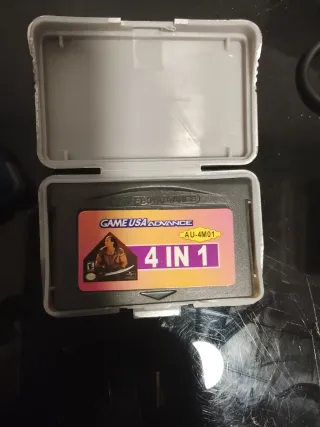 GAME USA ADVANCE
AU-4M01
4 IN 1
E